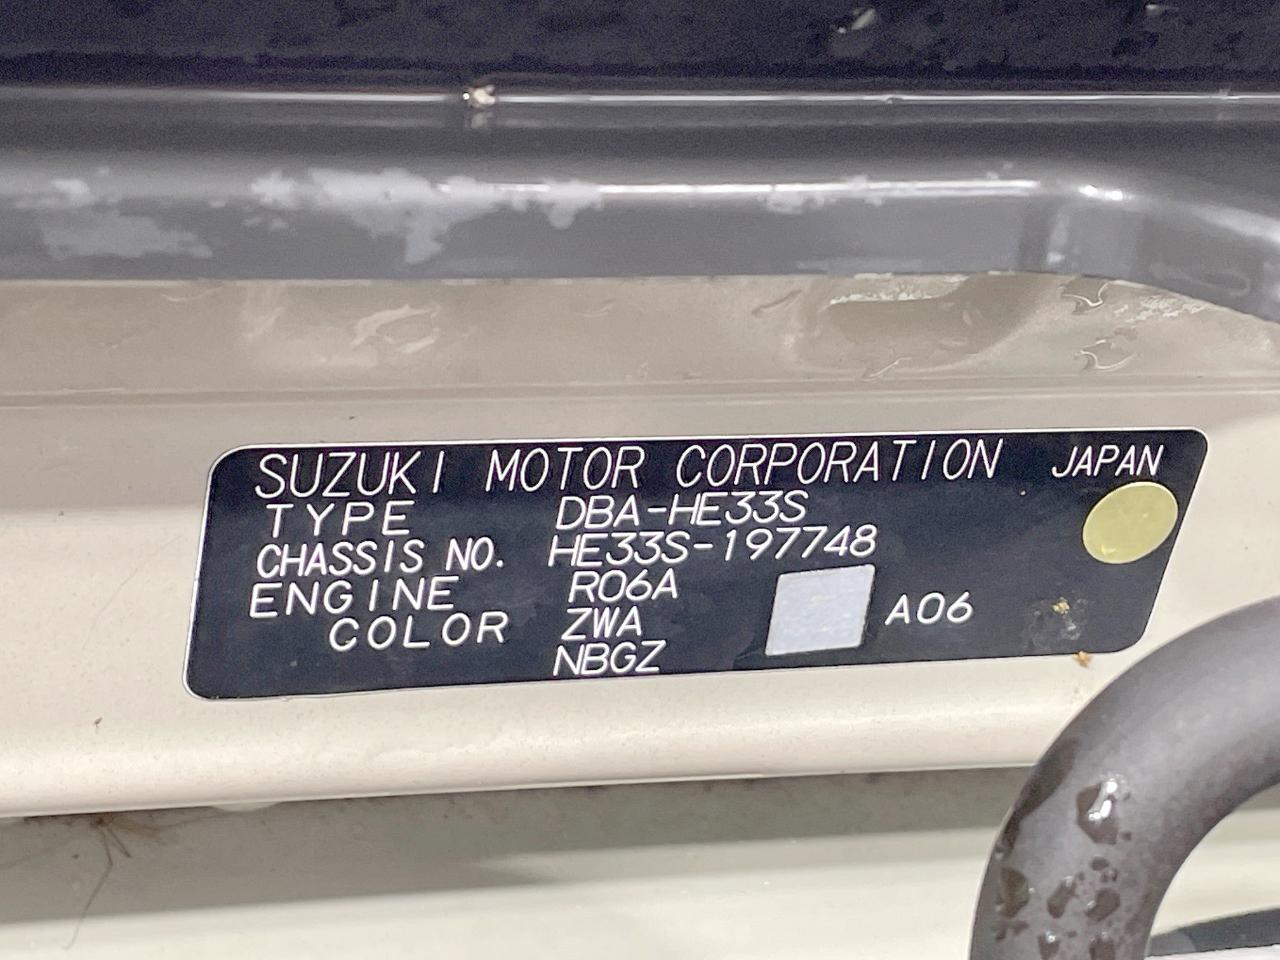 SUZUKI MOTOR CORPORATION JAPAN
TYPE DBA-HE33S
CHASSIS NO. HE33S-197748
ENGINE R06A
COLOR ZWA A06
NBGZ